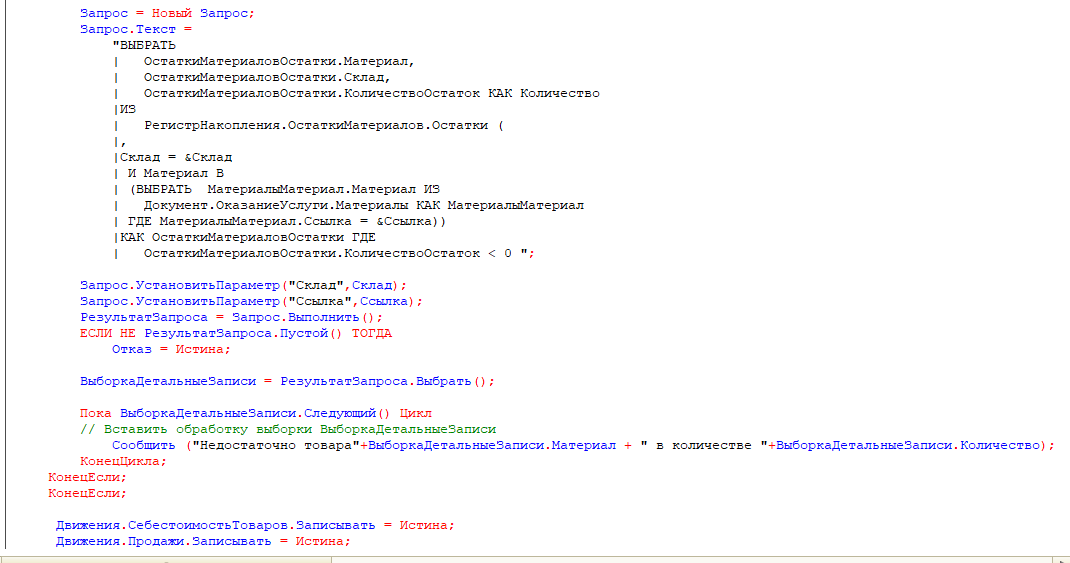 Запрос = Новый Запрос;
Запрос.Текст =
"ВЫБРАТЬ
| ОстаткиМатериаловОстатки.Материал,
| ОстаткиМатериаловОстатки.Склад,
| ОстаткиМатериаловОстатки.КоличествоОстаток КАК Количество
|ИЗ
| РегистрНакопления.ОстаткиМатериалов.Остатки (
|,
|Склад = &Склад
| И Материал В
| (ВЫБРАТЬ МатериалыМатериал.Материал ИЗ
| Документ.ОказаниеУслуги.Материалы КАК МатериалыМатериал
| ГДЕ МатериалыМатериал.Ссылка = &Ссылка))
|КАК ОстаткиМатериаловОстатки ГДЕ
| ОстаткиМатериаловОстатки.КоличествоОстаток < 0 ";
Запрос.УстановитьПараметр("Склад",Склад);
Запрос.УстановитьПараметр("Ссылка",Ссылка);
РезультатЗапроса = Запрос.Выполнить();
ЕСЛИ НЕ РезультатЗапроса.Пустой() ТОГДА
Отказ = Истина;
ВыборкаДетальныеЗаписи = РезультатЗапроса.Выбрать();
Пока ВыборкаДетальныеЗаписи.Следующий() Цикл
// Вставить обработку выборки ВыборкаДетальныеЗаписи
Сообщить ("Недостаточно товара"+ВыборкаДетальныеЗаписи.Материал + " в количестве "+ВыборкаДетальныеЗаписи.Количество);
КонецЦикла;
КонецЕсли;
КонецЕсли;
Движения.СебестоимостьТоваров.Записывать = Истина;
Движения.Продажи.Записывать = Истина;